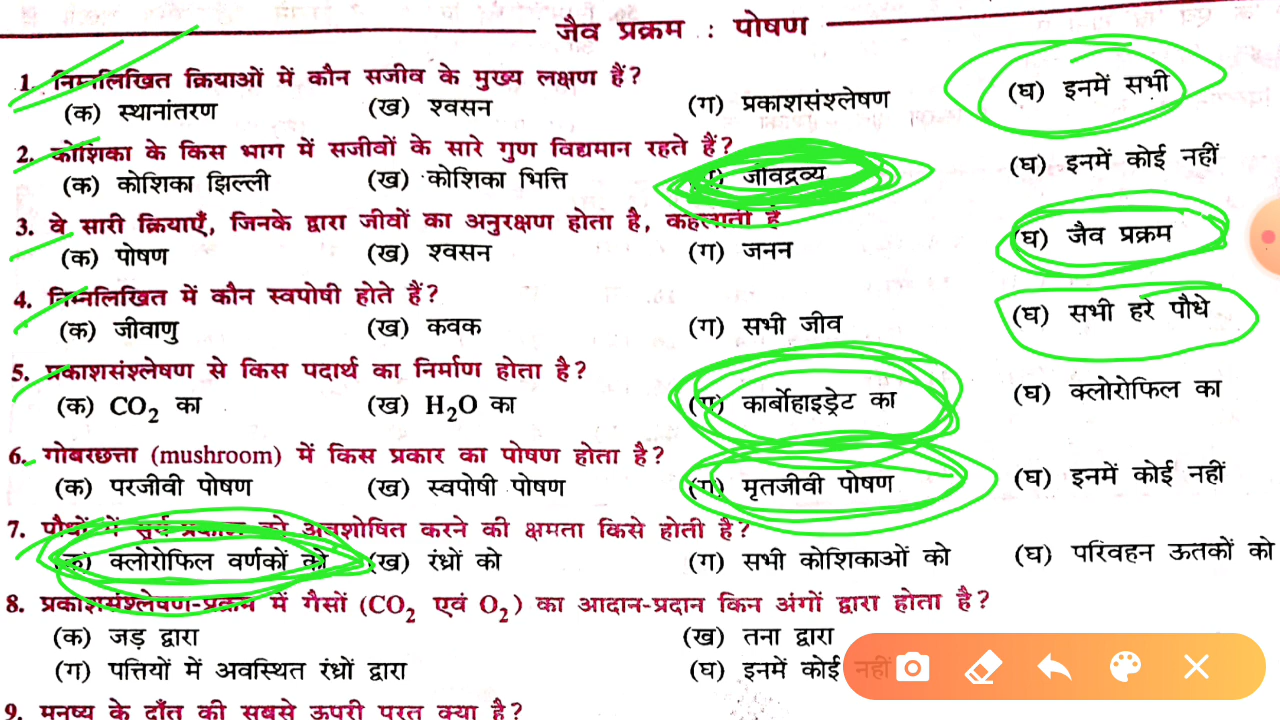 जैव प्रक्रम : पोषण
1. निम्नलिखित क्रियाओं में कौन सजीव के मुख्य लक्षण हैं?
(क) स्थानांतरण (ख) श्वसन (ग) प्रकाशसंश्लेषण (घ) इनमें सभी
2. कोशिका के किस भाग में सजीवों के सारे गुण विद्यमान रहते हैं?
(क) कोशिका झिल्ली (ख) कोशिका भित्ति (ग) जीवद्रव्य (घ) इनमें कोई नहीं
3. वे सारी क्रियाएँ, जिनके द्वारा जीवों का अनुरक्षण होता है, कहलाती हैं
(क) पोषण (ख) श्वसन (ग) जनन (घ) जैव प्रक्रम
4. निम्नलिखित में कौन स्वपोषी होते हैं?
(क) जीवाणु (ख) कवक (ग) सभी जीव (घ) सभी हरे पौधे
5. प्रकाशसंश्लेषण से किस पदार्थ का निर्माण होता है?
(क) CO₂ का (ख) H₂O का (ग) कार्बोहाइड्रेट का (घ) क्लोरोफिल का
6. गोबरछत्ता (mushroom) में किस प्रकार का पोषण होता है?
(क) परजीवी पोषण (ख) स्वपोषी पोषण (ग) मृतजीवी पोषण (घ) इनमें कोई नहीं
7. पौधों में सूर्य-प्रकाश को अवशोषित करने की क्षमता किसे होती है?
(क) क्लोरोफिल वर्णकों को (ख) रंध्रों को (ग) सभी कोशिकाओं को (घ) परिवहन ऊतकों को
8. प्रकाशसंश्लेषण-प्रक्रम में गैसों (CO₂ एवं O₂) का आदान-प्रदान किन अंगों द्वारा होता है?
(क) जड़ द्वारा (ख) तना द्वारा
(ग) पत्तियों में अवस्थित रंध्रों द्वारा (घ) इनमें कोई नहीं
9. मनुष्य के दाँत की सबसे ऊपरी परत क्या है?